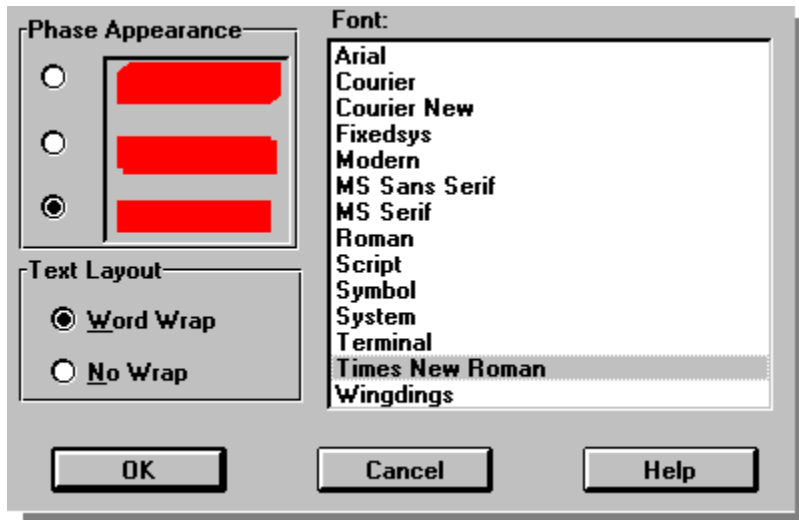 Phase Appearance
Text Layout
Word Wrap
No Wrap
Font:
Arial
Courier
Courier New
Fixedsys
Modern
MS Sans Serif
MS Serif
Roman
Script
Symbol
System
Terminal
Times New Roman
Wingdings
OK
Cancel
Help